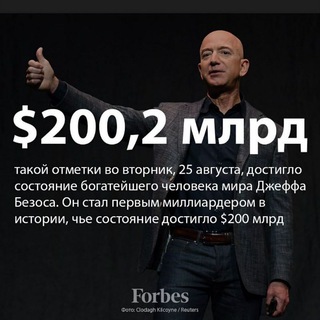 $200,2 млрд
такой отметки во вторник, 25 августа, достигло
состояние богатейшего человека мира Джеффа
Безоса. Он стал первым миллиардером в
истории, чье состояние достигло $200 млрд
Forbes
Фото: Clodagh Kilcoyne / Reuters